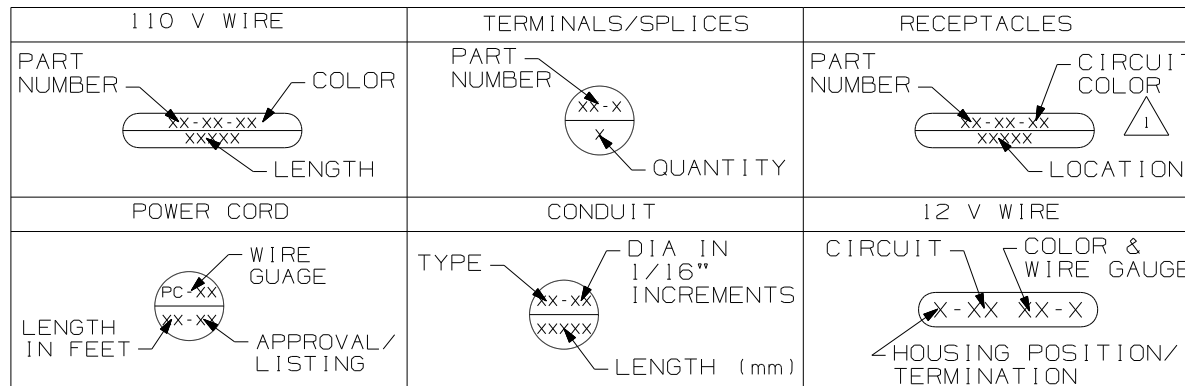 110 V WIRE
PART
NUMBER
COLOR
XX-XX-XX
XXXXX
LENGTH
TERMINALS/SPLICES
PART
NUMBER
XX-X
X
QUANTITY
RECEPTACLES
PART
NUMBER
CIRCUIT
COLOR
1
XX-XX-XX
XXXXX
LOCATION
POWER CORD
WIRE
GUAGE
PC-XX
XX-XX
LENGTH
IN FEET
APPROVAL/
LISTING
CONDUIT
TYPE
DIA IN
1/16"
INCREMENTS
XX-XX
XXXXX
LENGTH (mm)
12 V WIRE
CIRCUIT
COLOR &
WIRE GAUGE
X-XX XX-X
HOUSING POSITION/
TERMINATION